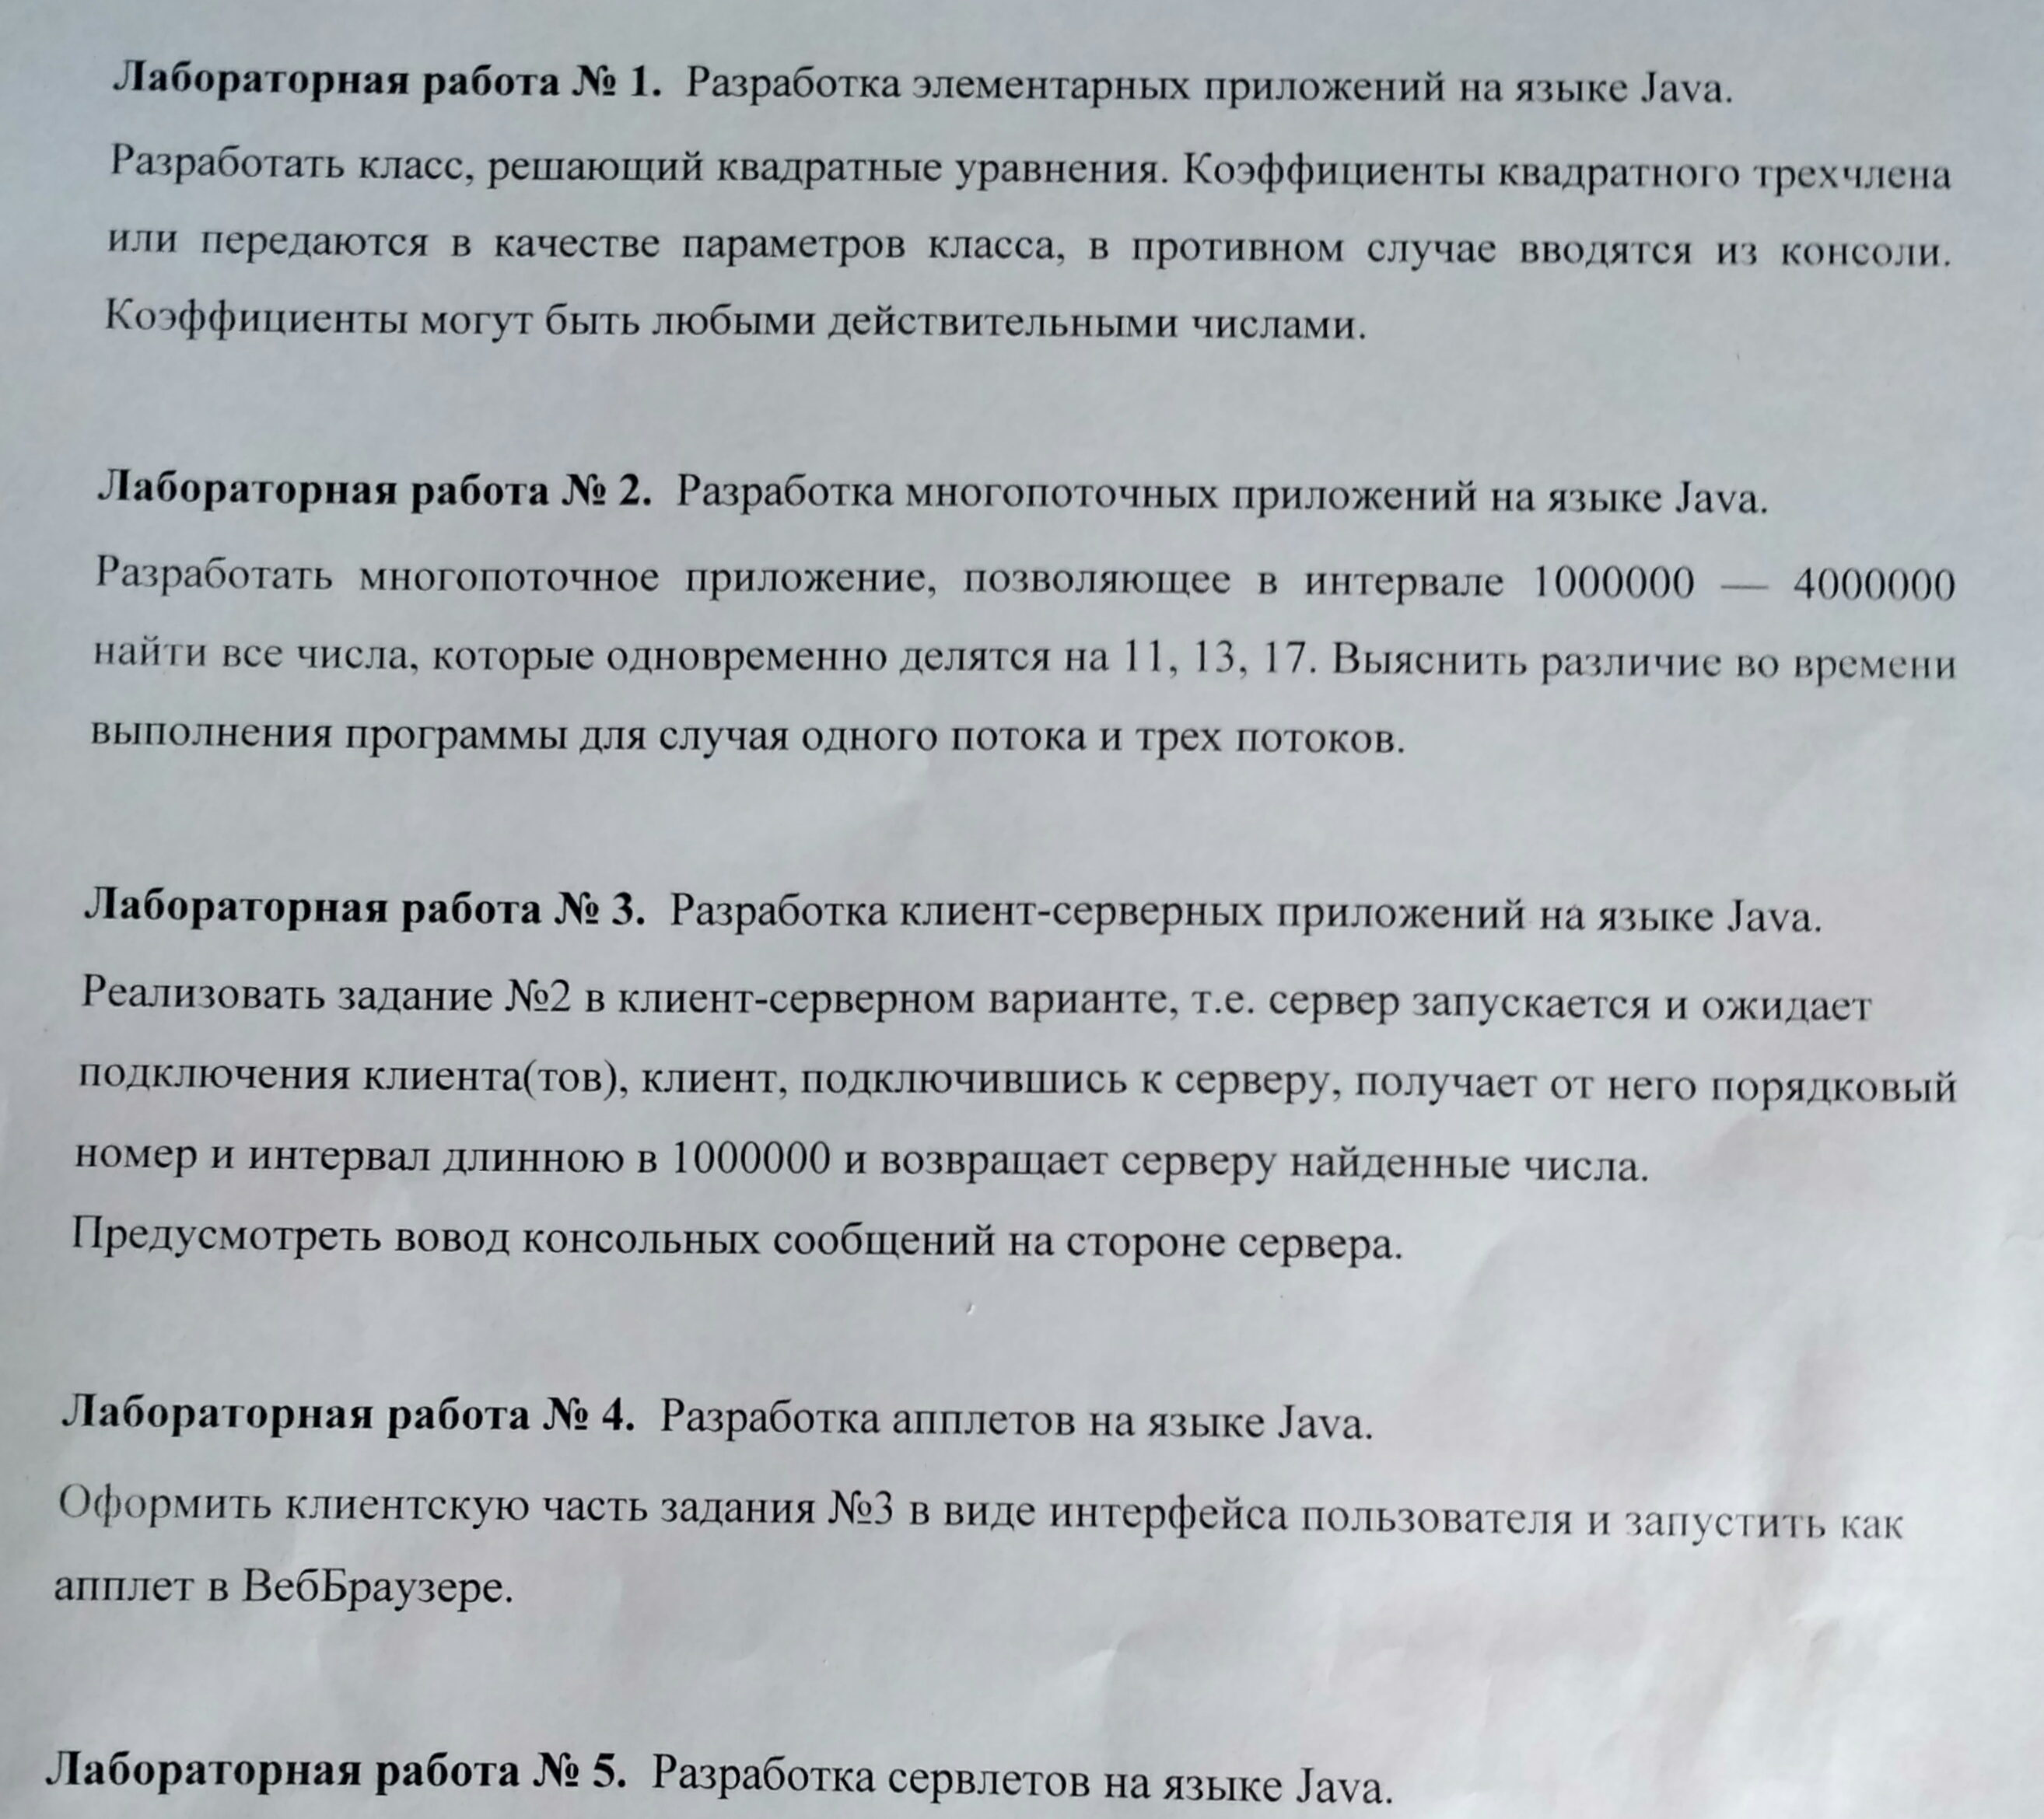 Лабораторная работа № 1. Разработка элементарных приложений на языке Java.
Разработать класс, решающий квадратные уравнения. Коэффициенты квадратного трехчлена
или передаются в качестве параметров класса, в противном случае вводятся из консоли.
Коэффициенты могут быть любыми действительными числами.
Лабораторная работа № 2. Разработка многопоточных приложений на языке Java.
Разработать многопоточное приложение, позволяющее в интервале 1000000 — 4000000
найти все числа, которые одновременно делятся на 11, 13, 17. Выяснить различие во времени
выполнения программы для случая одного потока и трех потоков.
Лабораторная работа № 3. Разработка клиент-серверных приложений на языке Java.
Реализовать задание №2 в клиент-серверном варианте, т.е. сервер запускается и ожидает
подключения клиента(тов), клиент, подключившись к серверу, получает от него порядковый
номер и интервал длинною в 1000000 и возвращает серверу найденные числа.
Предусмотреть вовод консольных сообщений на стороне сервера.
Лабораторная работа № 4. Разработка апплетов на языке Java.
Оформить клиентскую часть задания №3 в виде интерфейса пользователя и запустить как
апплет в ВебБраузере.
Лабораторная работа № 5. Разработка сервлетов на языке Java.